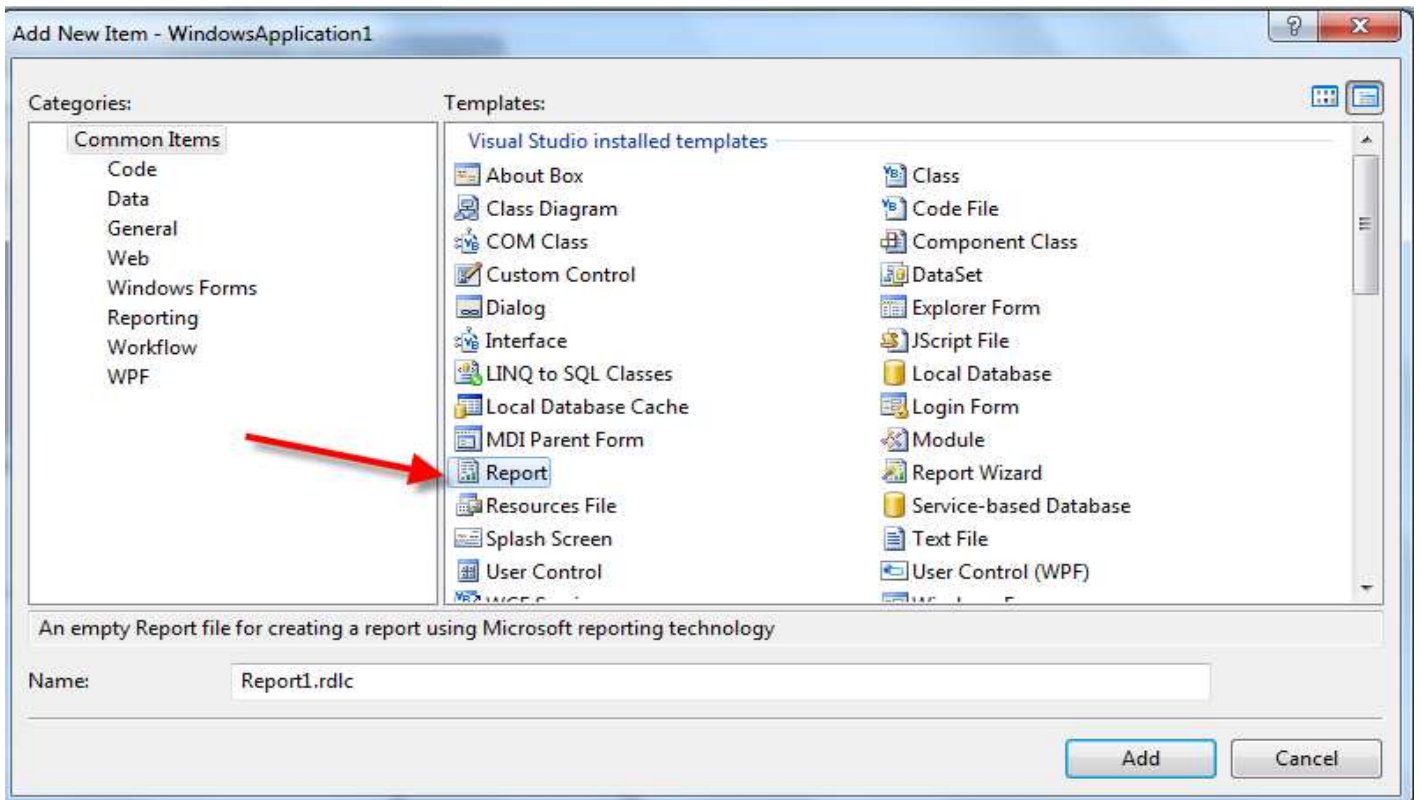 Add New Item - WindowsApplication1
Categories:
Templates:
Common Items
Code
Data
General
Web
Windows Forms
Reporting
Workflow
WPF
Visual Studio installed templates
About Box
Class
Class Diagram
Code File
COM Class
Component Class
Custom Control
DataSet
Dialog
Explorer Form
Interface
JScript File
LINQ to SQL Classes
Local Database
Local Database Cache
Login Form
MDI Parent Form
Module
Report
Report Wizard
Resources File
Service-based Database
Splash Screen
Text File
User Control
User Control (WPF)
An empty Report file for creating a report using Microsoft reporting technology
Name:
Report1.rdlc
Add
Cancel